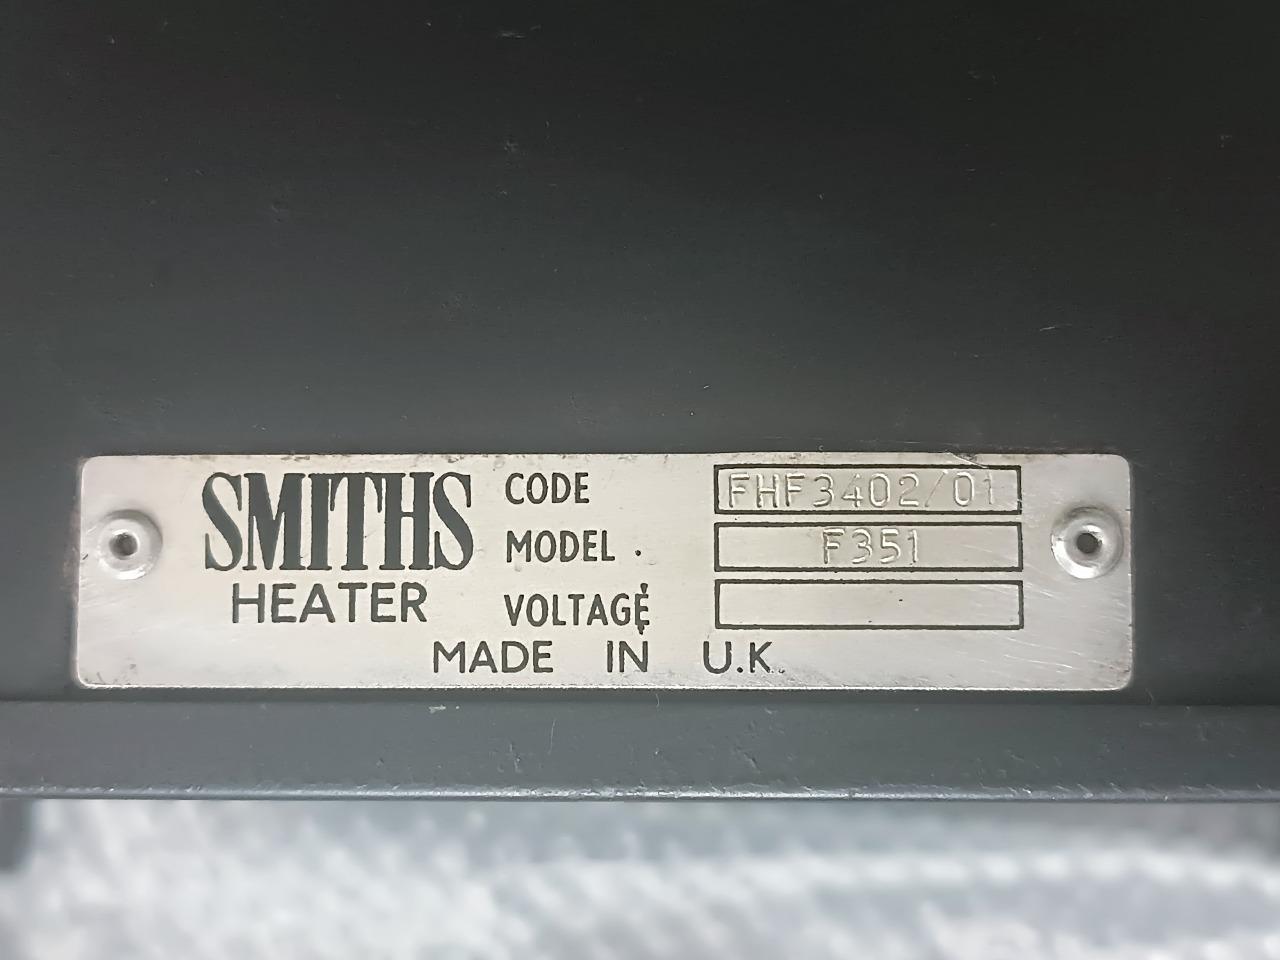 SMITHS
HEATER
CODE FHF3402/01
MODEL . F351
VOLTAGE
MADE IN U.K.